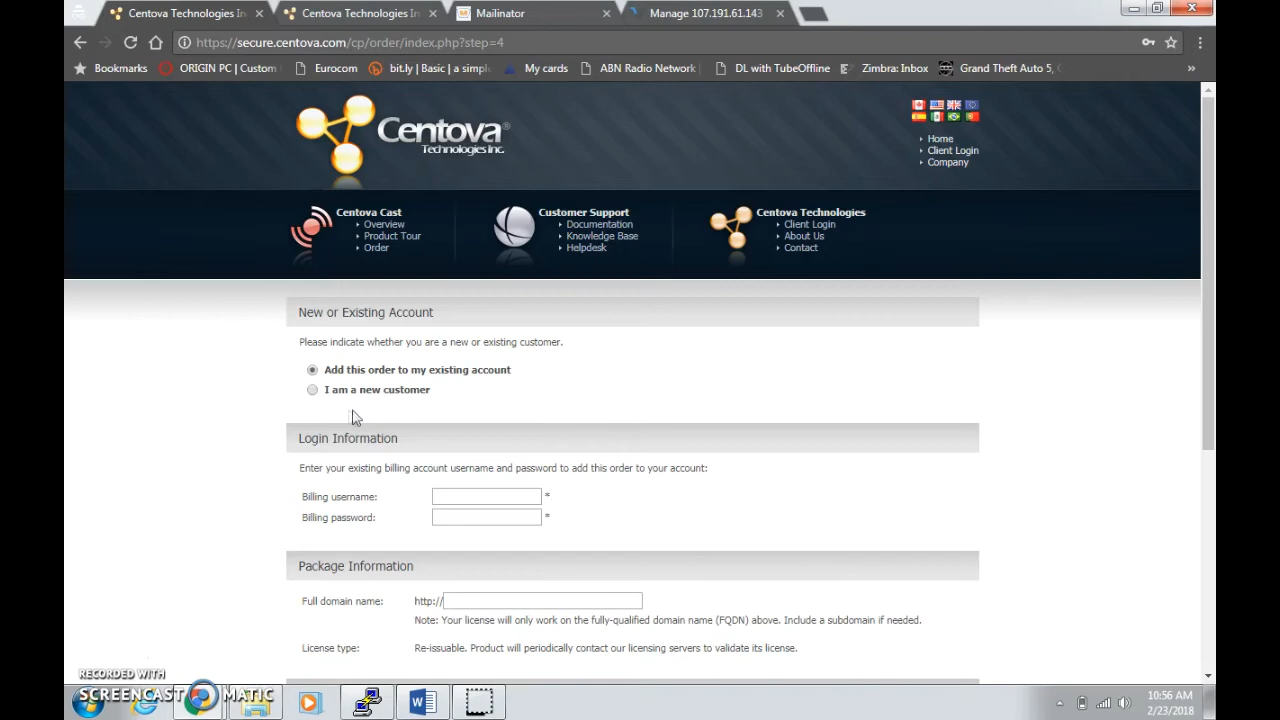 Centova Technologies In
Centova Technologies In
Mailinator
Manage 107.191.61.143
https://secure.centova.com/cp/order/index.php?step=4
Bookmarks
ORIGIN PC | Custom
Eurocom
bit.ly | Basic | a simpl
My cards
ABN Radio Network
DL with TubeOffline
Zimbra: Inbox
Grand Theft Auto 5,
»
Centova®
Technologies Inc.
Home
Client Login
Company
Centova Cast
Overview
Product Tour
Order
Customer Support
Documentation
Knowledge Base
Helpdesk
Centova Technologies
Client Login
About Us
Contact
New or Existing Account
Please indicate whether you are a new or existing customer.
Add this order to my existing account
I am a new customer
Login Information
Enter your existing billing account username and password to add this order to your account:
Billing username: *
Billing password: *
Package Information
Full domain name: http://
Note: Your license will only work on the fully-qualified domain name (FQDN) above. Include a subdomain if needed.
License type: Re-issuable. Product will periodically contact our licensing servers to validate its license.
RECORDED WITH
SCREENCAST MATIC
10:56 AM
2/23/2018